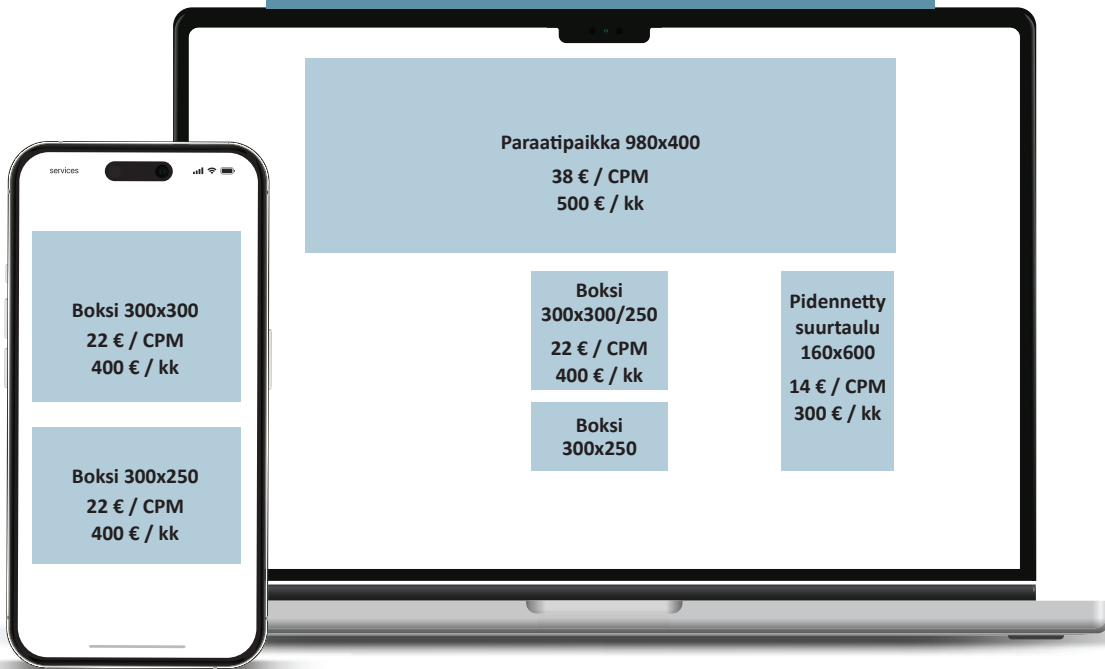 Paraatipaikka 980x400
38 € / CPM
500 € / kk
services
Boksi 300x300
22 € / CPM
400 € / kk
Boksi 300x250
22 € / CPM
400 € / kk
Boksi
300x300/250
22 € / CPM
400 € / kk
Boksi
300x250
Pidennetty
suurtaulu
160x600
14 € / CPM
300 € / kk